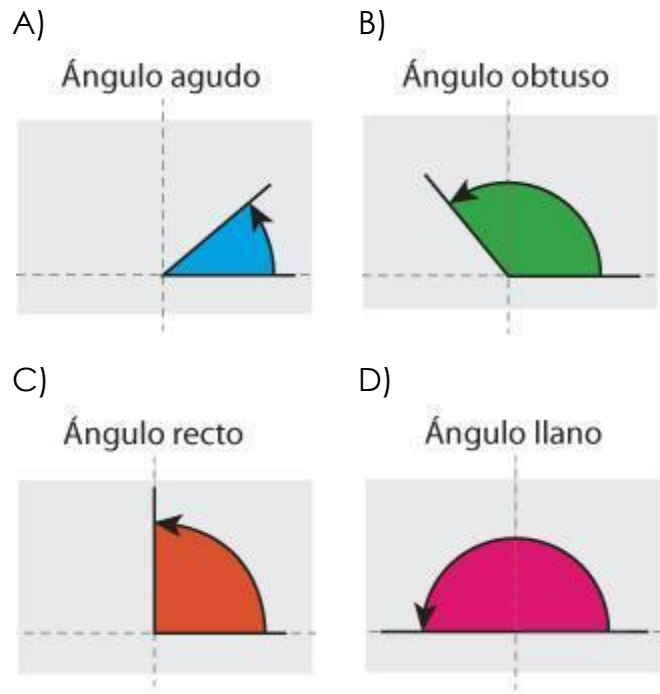 A)
B)
Ángulo agudo
Ángulo obtuso
C)
D)
Ángulo recto
Ángulo llano